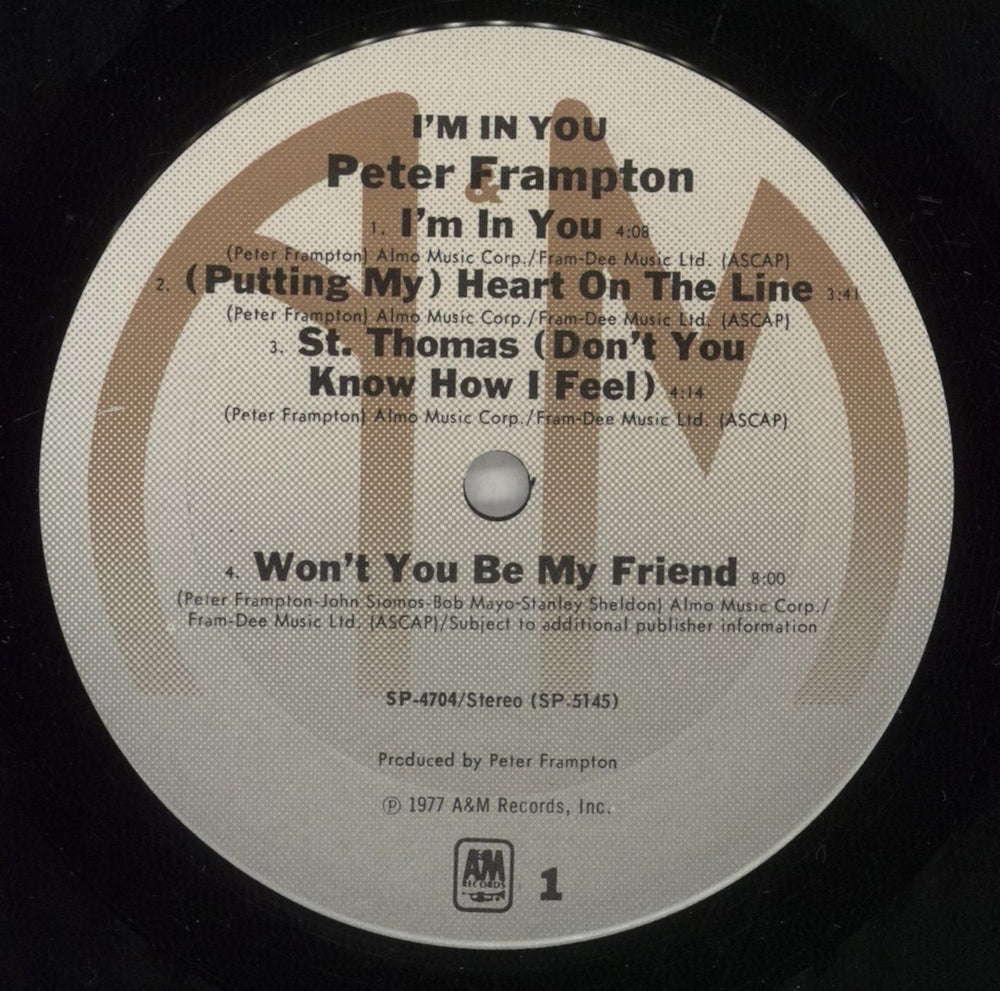 I'M IN YOU
Peter Frampton
&
1. I'm In You 4:08
(Peter Frampton) Almo Music Corp./Fram-Dee Music Ltd. (ASCAP)
2. (Putting My) Heart On The Line 3:41
(Peter Frampton) Almo Music Corp./Fram-Dee Music Ltd. (ASCAP)
3. St. Thomas (Don't You
Know How I Feel) 4:14
(Peter Frampton) Almo Music Corp./Fram-Dee Music Ltd. (ASCAP)
4. Won't You Be My Friend 8:00
(Peter Frampton-John Siomos-Bob Mayo-Stanley Sheldon) Almo Music Corp./
Fram-Dee Music Ltd. (ASCAP)/Subject to additional publisher information
SP-4704/Stereo (SP-5145)
Produced by Peter Frampton
Ⓟ 1977 A&M Records, Inc.
A&M
RECORDS
1